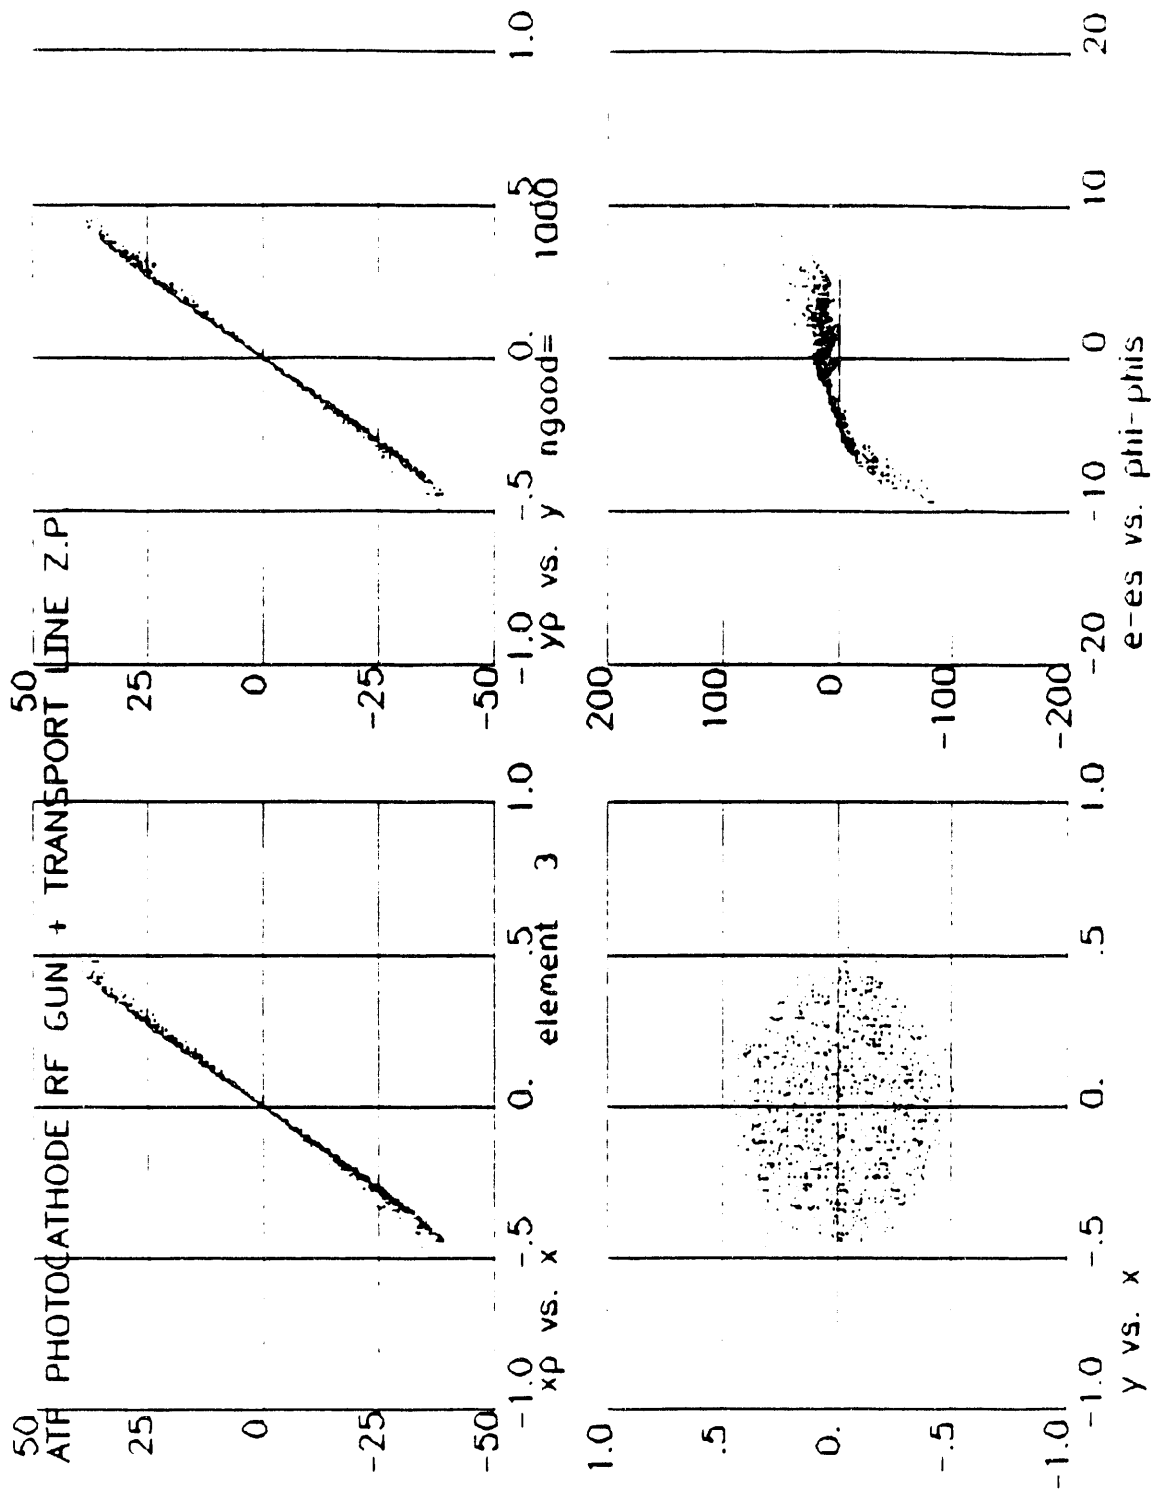 ATF PHOTOCATHODE RF GUN + TRANSPORT LINE Z.P
50
25
0
-25
-50
-1.0 -.5 0. .5 1.0
xp vs. x element 3
50
25
0
-25
-50
-1.0 -.5 0. .5 1.0
yp vs. y ngood= 1000
1.0
.5
0.
-.5
-1.0
-1.0 -.5 0. .5 1.0
y vs. x
200
100
0
-100
-200
-20 -10 0 10 20
e-es vs. phi-phis